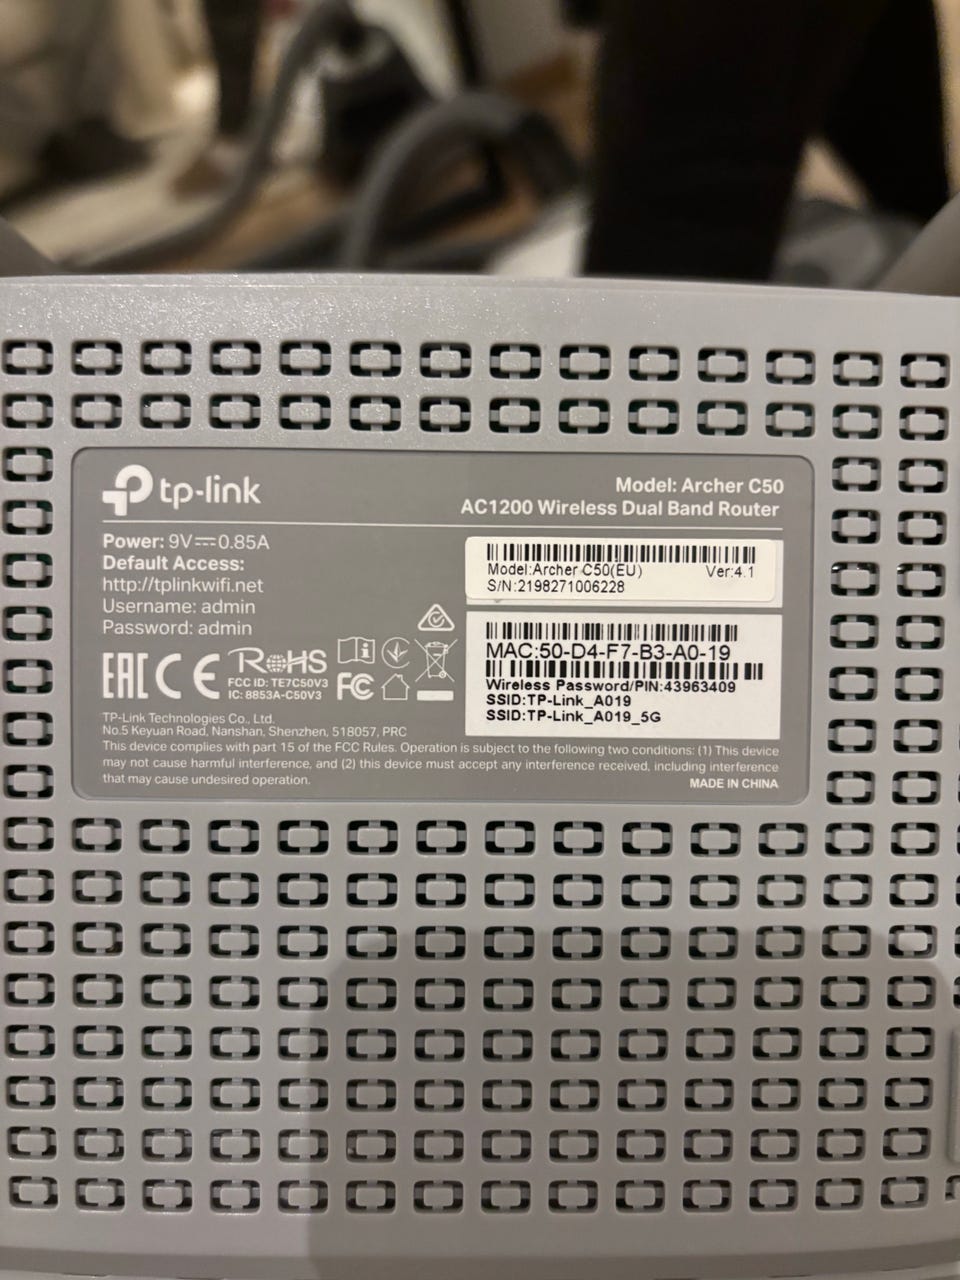 tp-link
Model: Archer C50
AC1200 Wireless Dual Band Router
Power: 9V⎓0.85A
Default Access:
http://tplinkwifi.net
Username: admin
Password: admin
Model:Archer C50(EU) Ver:4.1
S/N:2198271006228
MAC:50-D4-F7-B3-A0-19
Wireless Password/PIN:43963409
SSID:TP-Link_A019
SSID:TP-Link_A019_5G
EAC CE RoHS
FCC ID: TE7C50V3
IC: 8853A-C50V3
FC
TP-Link Technologies Co., Ltd.
No.5 Keyuan Road, Nanshan, Shenzhen, 518057, PRC
This device complies with part 15 of the FCC Rules. Operation is subject to the following two conditions: (1) This device
may not cause harmful interference, and (2) this device must accept any interference received, including interference
that may cause undesired operation.
MADE IN CHINA